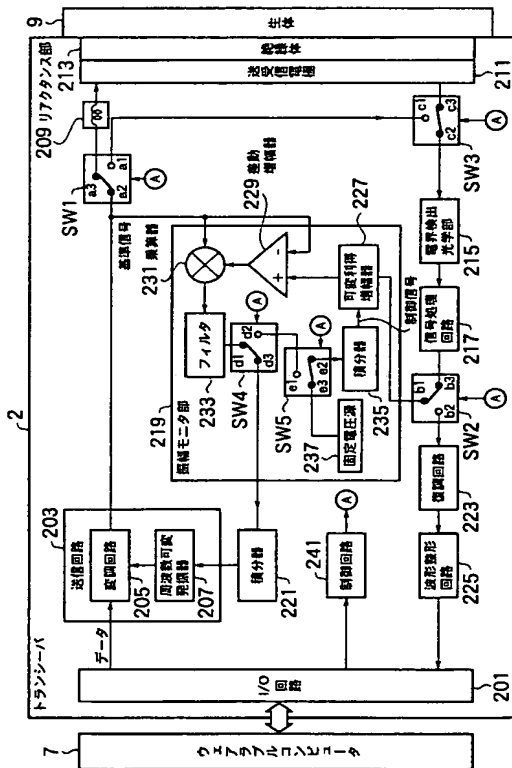 トランシーバ
2
7
ウェアラブルコンピュータ
201
I/O
回路
データ
送信回路
203
変調回路
205
周波数可変
発振器
207
積分器
221
制御回路
241
A
波形整形
回路
225
復調回路
223
基準信号
SW1
a1
a2
a3
A
209
リアクタンス部
219
振幅モニタ部
231
乗算器
差動
増幅器
229
+
-
フィルタ
233
SW4
d1
d2
d3
A
SW5
e1
e2
e3
A
237
固定電圧源
積分器
235
制御信号
可変利得
増幅器
227
SW2
b1
b2
b3
A
信号処理
回路
217
電界検出
光学部
215
SW3
c1
c2
c3
A
送受信電極
211
絶縁体
213
生体
9